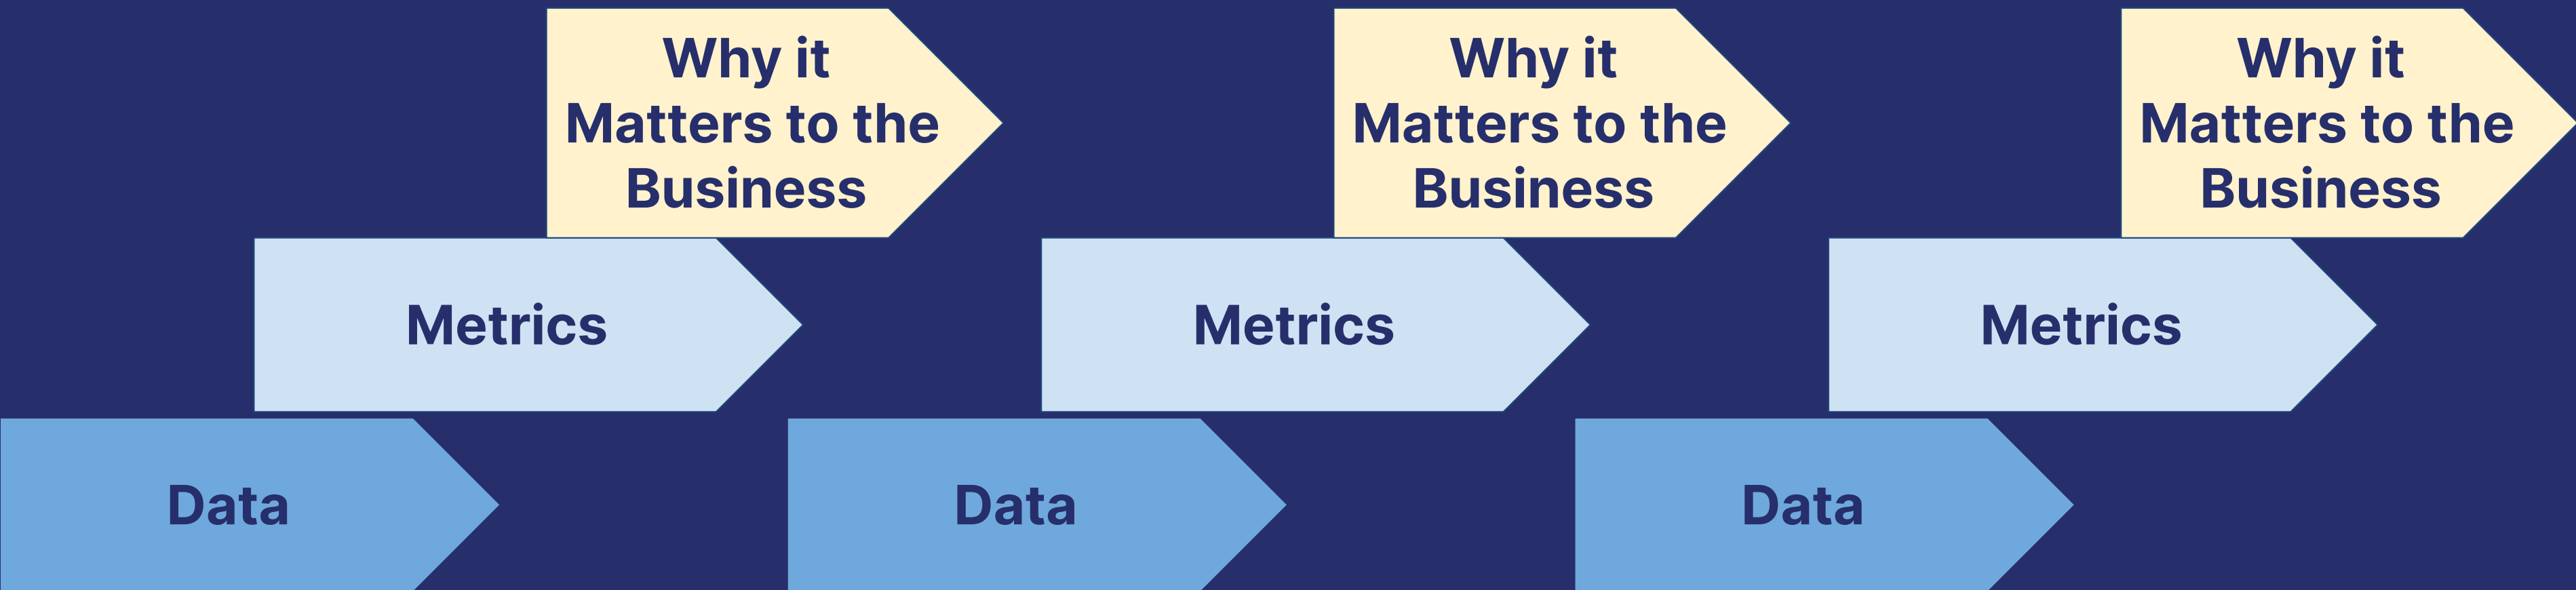 Why it
Matters to the
Business
Why it
Matters to the
Business
Why it
Matters to the
Business
Metrics
Metrics
Metrics
Data
Data
Data